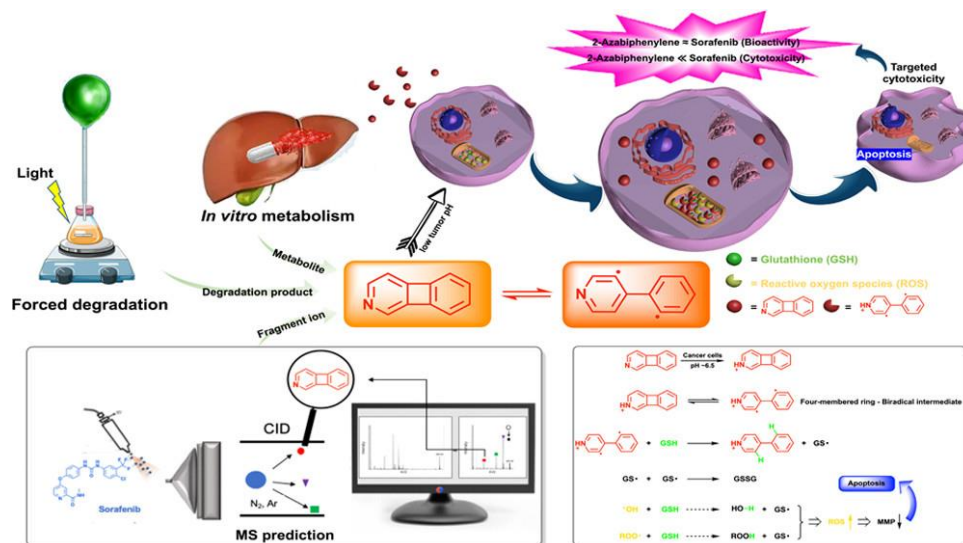 2-Azabiphenylene ≈ Sorafenib (Bioactivity)
2-Azabiphenylene ≪ Sorafenib (Cytotoxicity)
Targeted
cytotoxicity
Apoptosis
Light
Forced degradation
In vitro metabolism
low tumor pH
Metabolite
Degradation product
Fragment ion
N
N
= Glutathione (GSH)
= Reactive oxygen species (ROS)
= =
CID
N₂, Ar
MS prediction
Sorafenib
Cancer cells
pH ~6.5
Four-membered ring - Biradical intermediate
+ GSH + GS•
GS• + GS• GSSG
•OH + GSH HO–H + GS•
ROO• + GSH ROOH + GS•
ROS MMP
Apoptosis